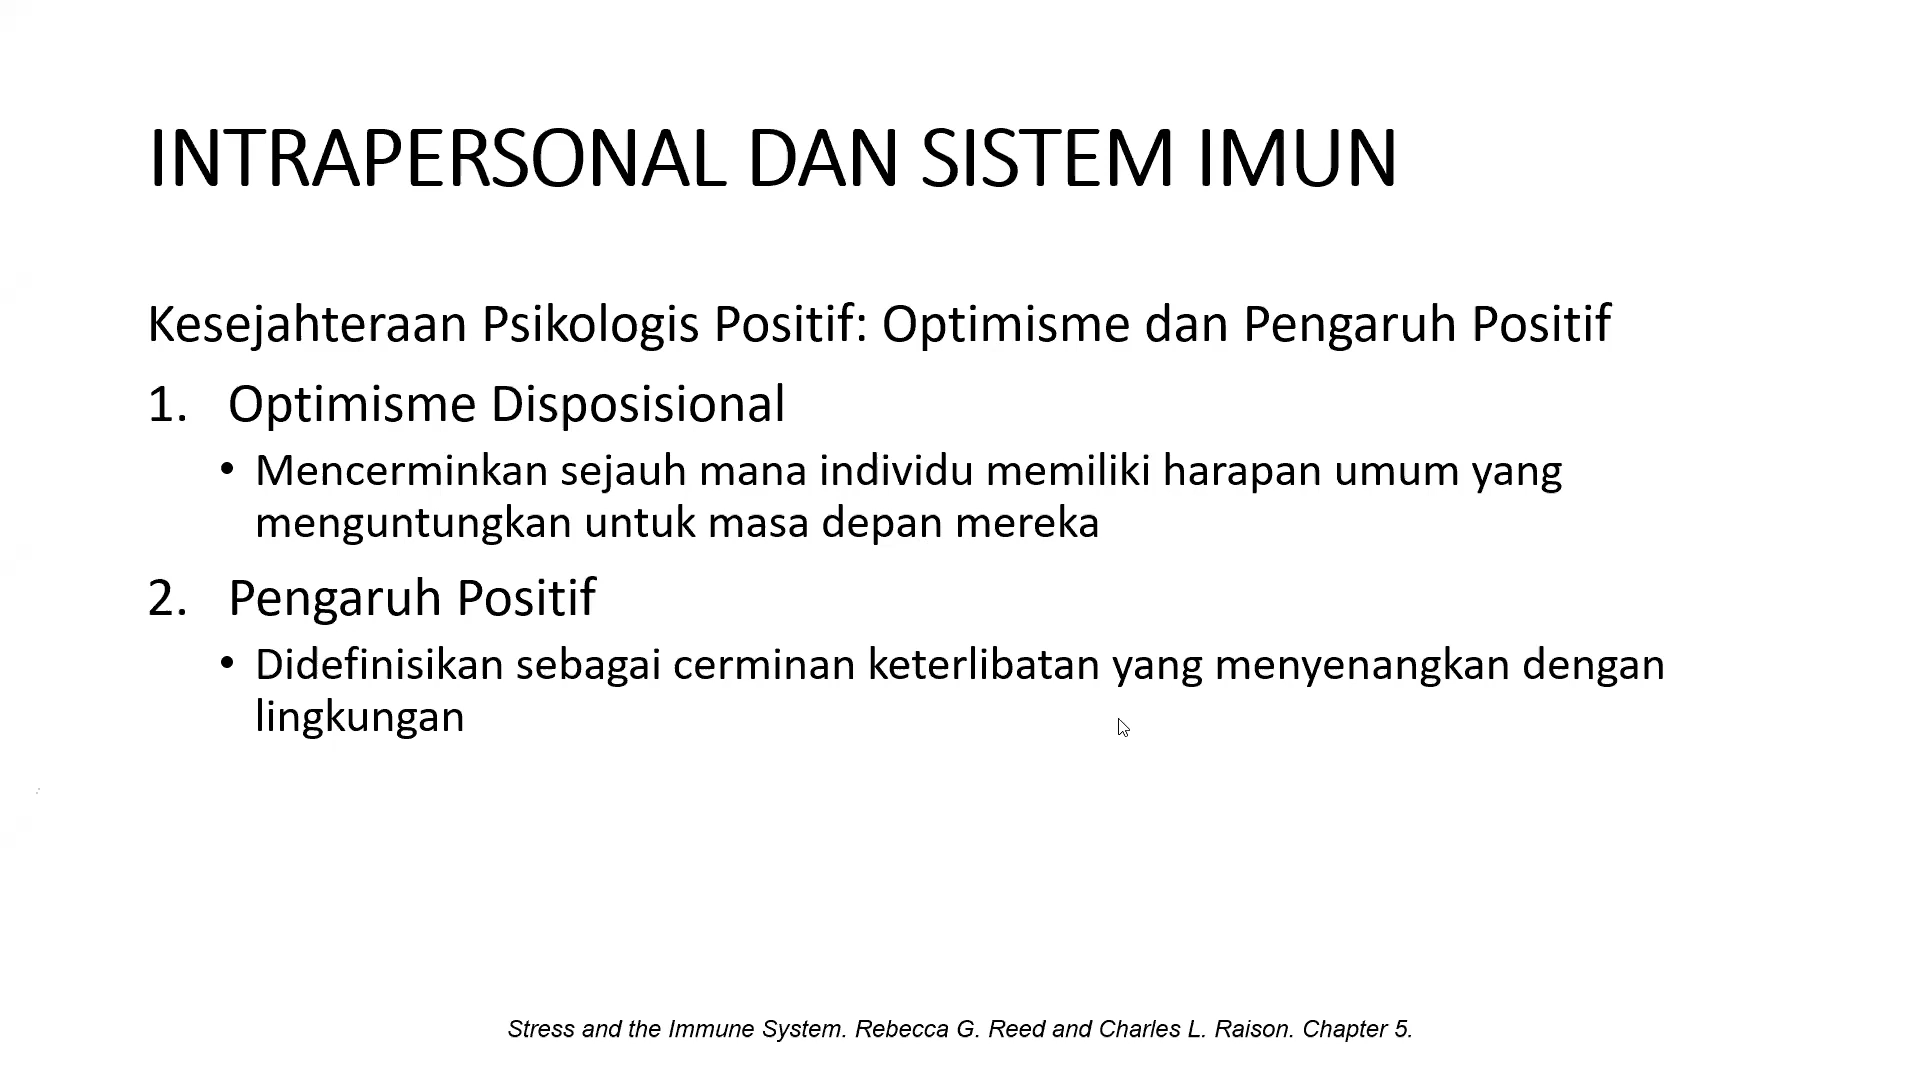 INTRAPERSONAL DAN SISTEM IMUN
Kesejahteraan Psikologis Positif: Optimisme dan Pengaruh Positif
1. Optimisme Disposisional
• Mencerminkan sejauh mana individu memiliki harapan umum yang
menguntungkan untuk masa depan mereka
2. Pengaruh Positif
• Didefinisikan sebagai cerminan keterlibatan yang menyenangkan dengan
lingkungan
Stress and the Immune System. Rebecca G. Reed and Charles L. Raison. Chapter 5.